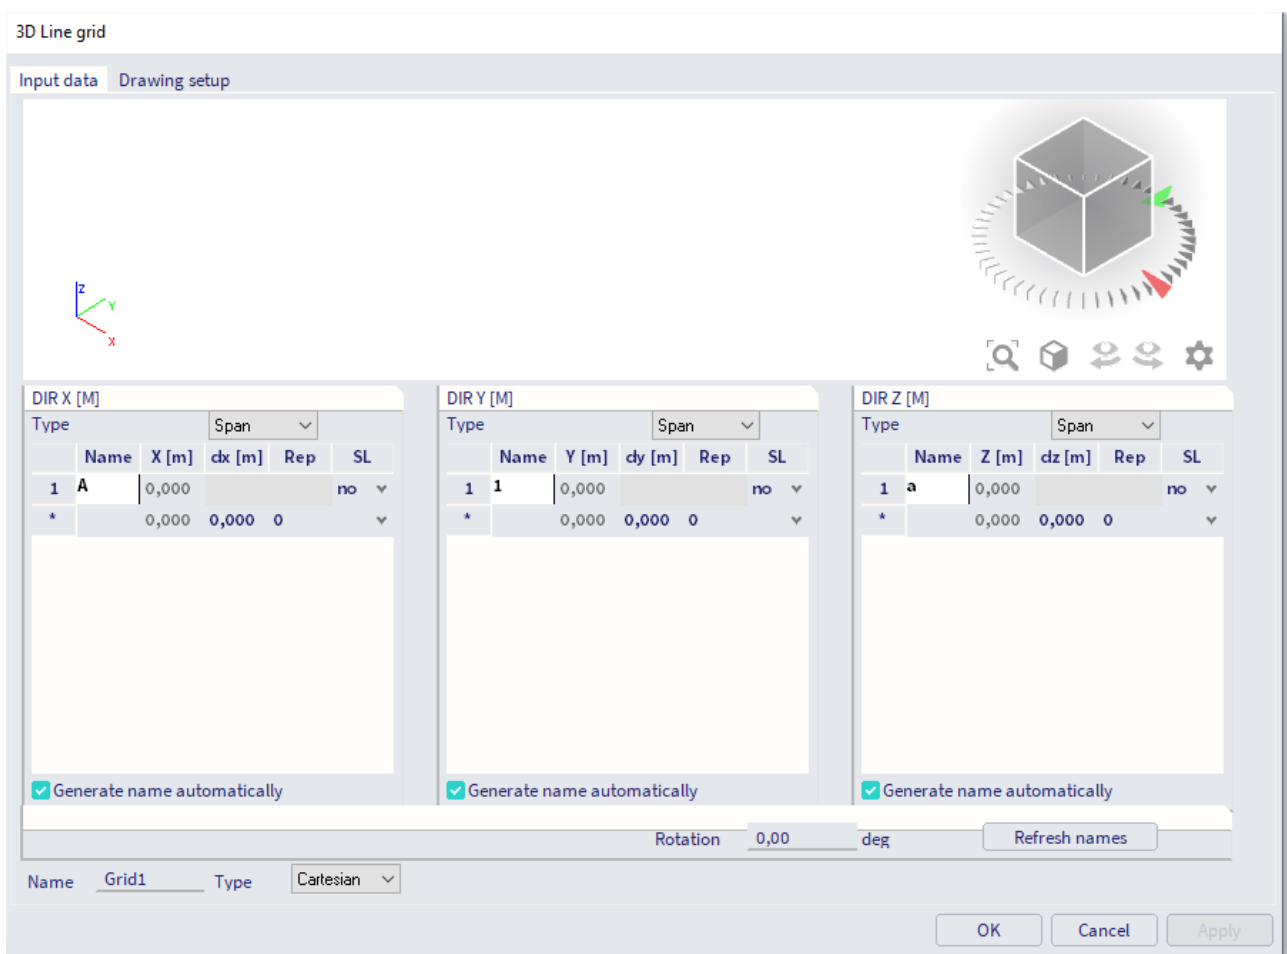 3D Line grid
Input data Drawing setup
Z
Y
X
DIR X [M] DIR Y [M] DIR Z [M]
Type Span Type Span Type Span
Name X [m] dx [m] Rep SL Name Y [m] dy [m] Rep SL Name Z [m] dz [m] Rep SL
1 A 0,000 no 1 1 0,000 no 1 a 0,000 no
* 0,000 0,000 0 * 0,000 0,000 0 * 0,000 0,000 0
Generate name automatically Generate name automatically Generate name automatically
Rotation 0,00 deg Refresh names
Name Grid1 Type Cartesian
OK Cancel Apply